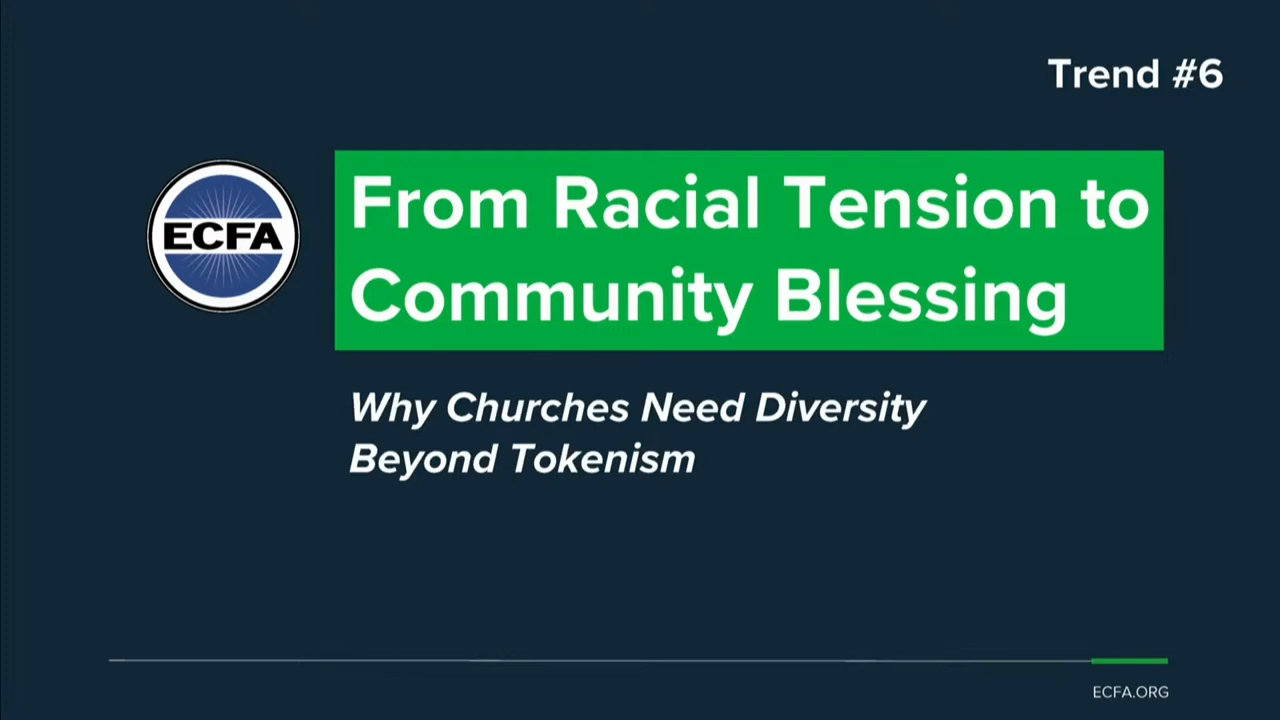 Trend #6
ECFA
From Racial Tension to
Community Blessing
Why Churches Need Diversity
Beyond Tokenism
ECFA.ORG